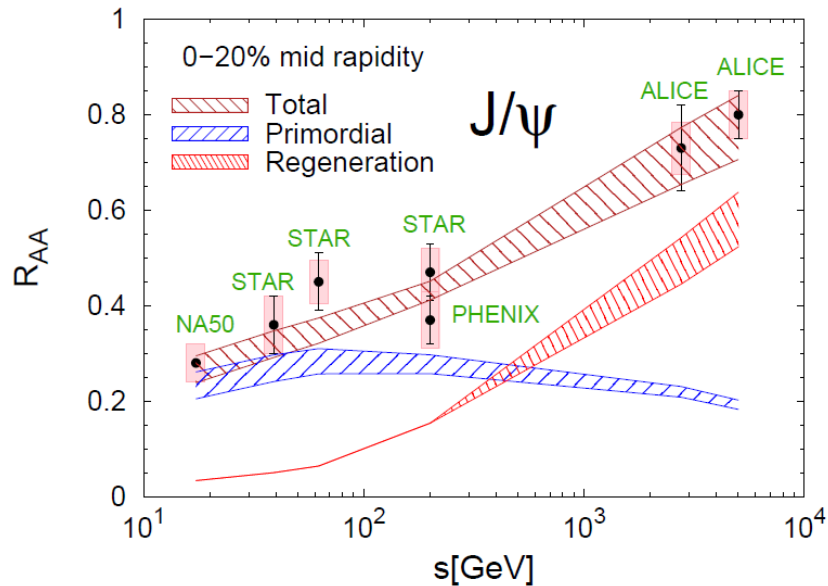 1
0−20% mid rapidity
ALICE
J/ψ
ALICE
Total
0.8
Primordial
Regeneration
0.6
R_AA
STAR
STAR
STAR
0.4
NA50
PHENIX
0.2
0
10^1
10^2
10^3
10^4
s[GeV]